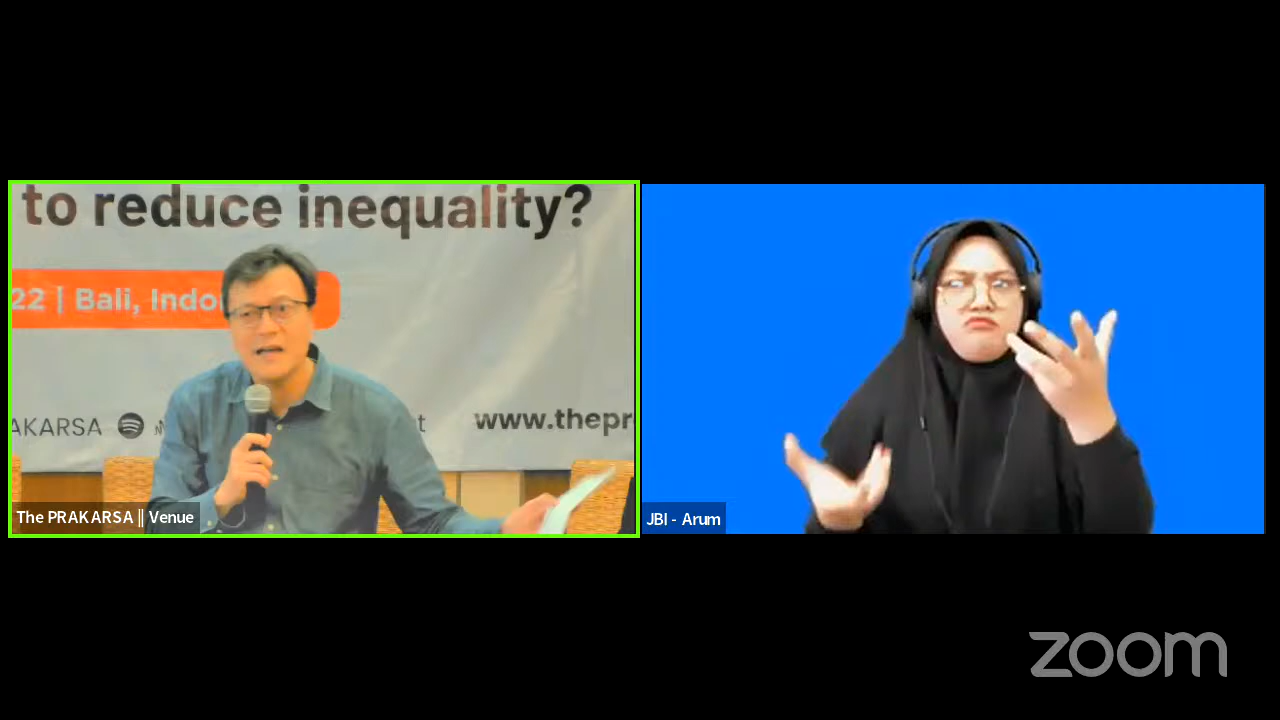 to reduce inequality?
22 | Bali, Indo
AKARSA
www.thepr
The PRAKARSA || Venue
JBI - Arum
zoom